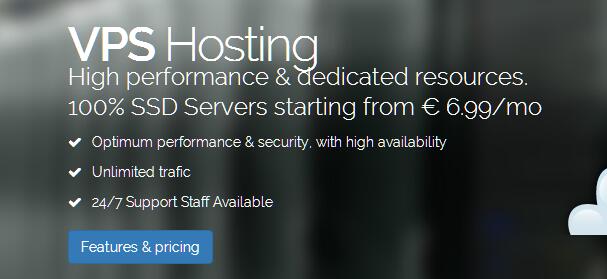 VPS Hosting
High performance & dedicated resources.
100% SSD Servers starting from € 6.99/mo
Optimum performance & security, with high availability
Unlimited trafic
24/7 Support Staff Available
Features & pricing